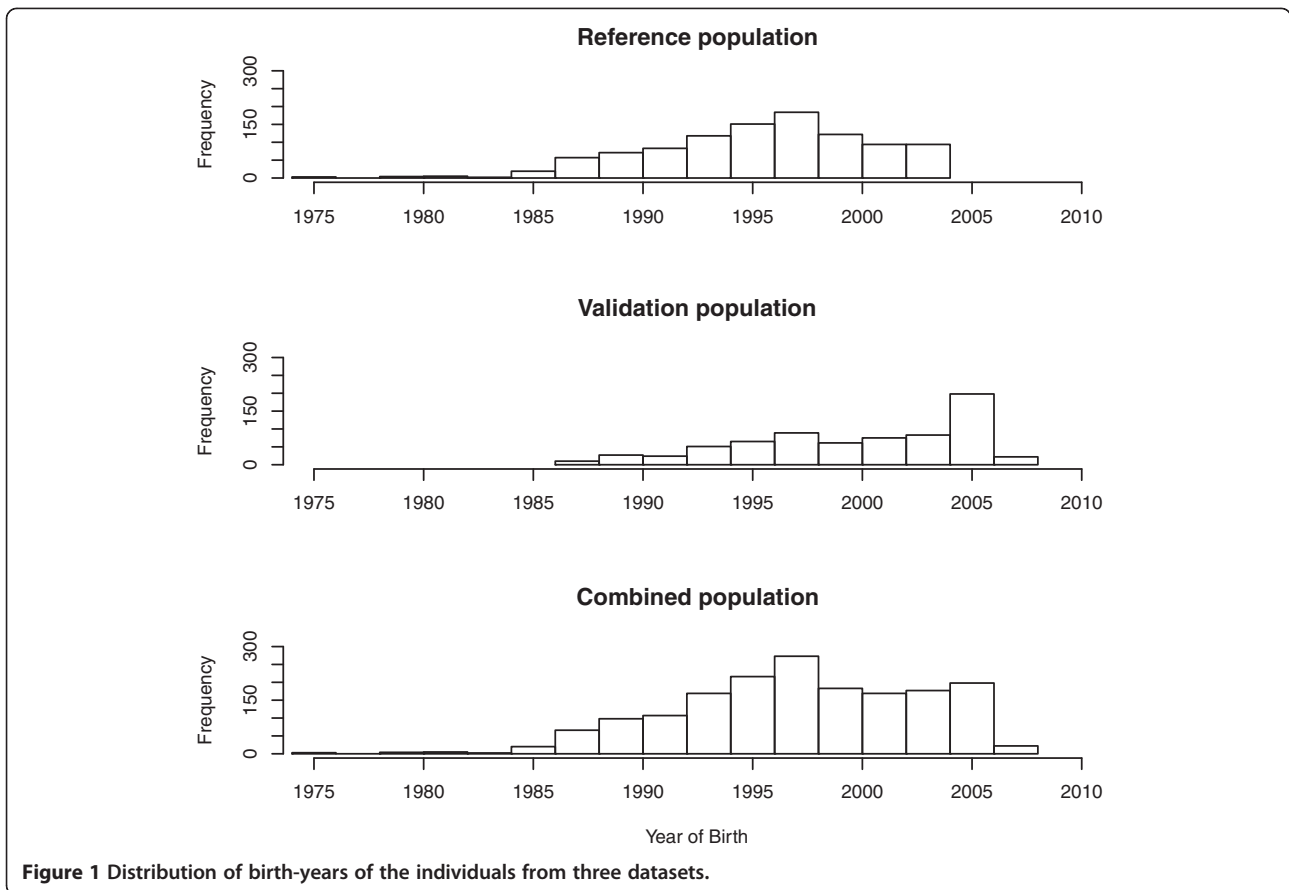 Reference population
Frequency
0 150 300
1975 1980 1985 1990 1995 2000 2005 2010
Validation population
Frequency
0 150 300
1975 1980 1985 1990 1995 2000 2005 2010
Combined population
Frequency
0 150 300
1975 1980 1985 1990 1995 2000 2005 2010
Year of Birth
Figure 1 Distribution of birth-years of the individuals from three datasets.